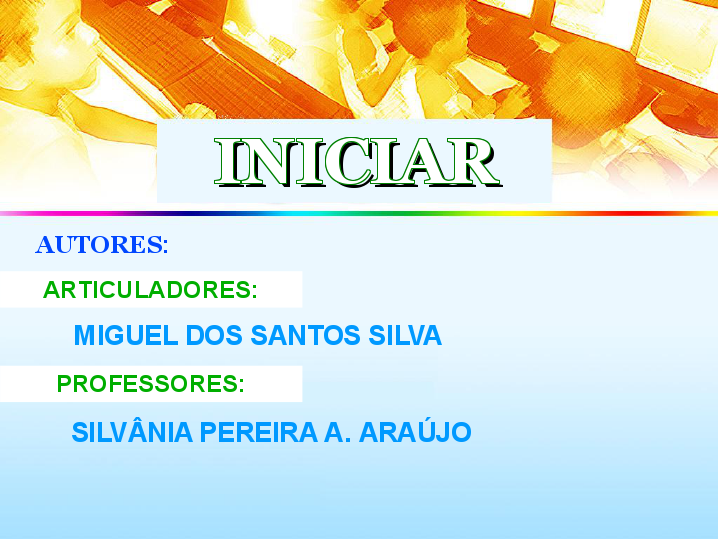 INICIAR
AUTORES:
ARTICULADORES:
MIGUEL DOS SANTOS SILVA
PROFESSORES:
SILVÂNIA PEREIRA A. ARAÚJO